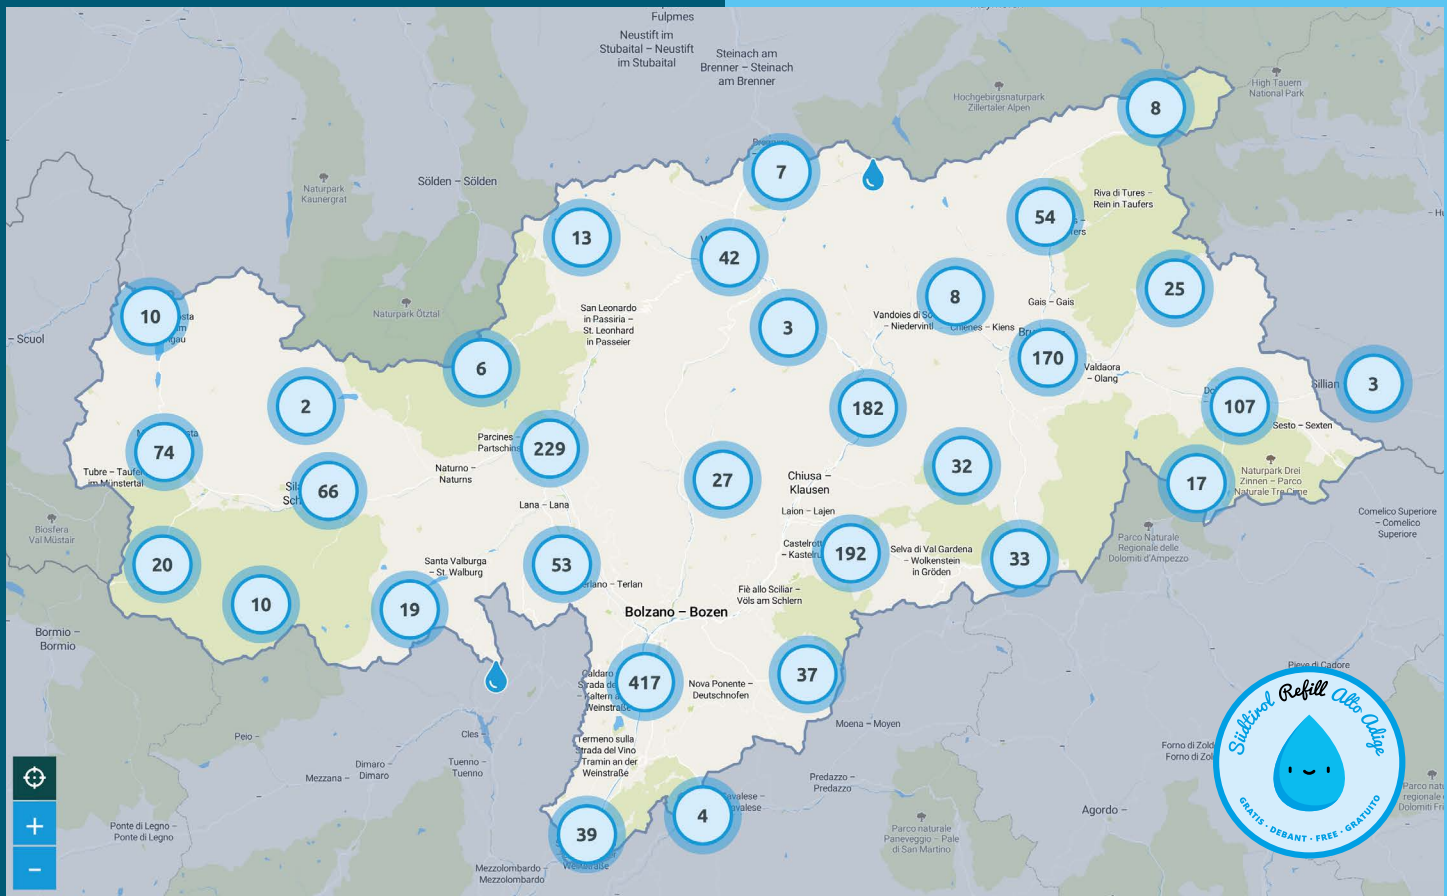 Fulpmes
Neustift im
Stubaital – Neustift
im Stubaital
Steinach am
Brenner – Steinach
am Brenner
High Tauern
National Park
Hochgebirgsnaturpark
Zillertaler Alpen
8
7
Naturpark
Kaunergrat
Sölden – Sölden
Riva di Tures –
Rein in Taufers
54
13
42
25
8
10
Gais – Gais
Naturpark Ötztal
San Leonardo
in Passiria –
St. Leonhard
in Passeier
Vandoies di
– Niedervintl
– Kiens
3
– Scuol
170
6
Valdaora
– Olang
Sillian
3
2
182
107
Sesto – Sexten
74
Parcines –
Partschins
229
Tubre –
im Münstertal
Naturno –
Naturns
66
27
Chiusa –
Klausen
32
17
Naturpark Drei
Zinnen – Parco
Naturale Tre Cime
Lana – Lana
Laion – Lajen
Comelico Superiore
– Comelico
Superiore
Biosfera
Val Müstair
Parco Naturale
Regionale delle
Dolomiti d'Ampezzo
20
Santa Valburga
– St. Walburg
53
– Terlan
192
Selva di Val Gardena
– Wolkenstein
in Gröden
33
10
19
Fiè allo Sciliar –
Völs am Schlern
Bolzano – Bozen
Bormio –
Bormio
Caldaro
Strada
Weinstraße
417
Nova Ponente –
Deutschnofen
37
Pieve di Cadore
Moena – Moyen
Peio –
Cles –
Termeno sulla
Strada del Vino
– Tramin an der
Weinstraße
Mezzana –
Dimaro –
Dimaro
Tuenno –
Tuenno
Predazzo –
Predazzo
Forno di
Forno di
Südtirol Refill Alto Adige
GRATIS · DEBANT · FREE · GRATUITO
Agordo –
+
−
39
4
Ponte di Legno –
Ponte di Legno
Parco naturale
Paneveggio – Pale
di San Martino
Parco
regionale
Dolomiti
Mezzolombardo –
Mezzolombardo